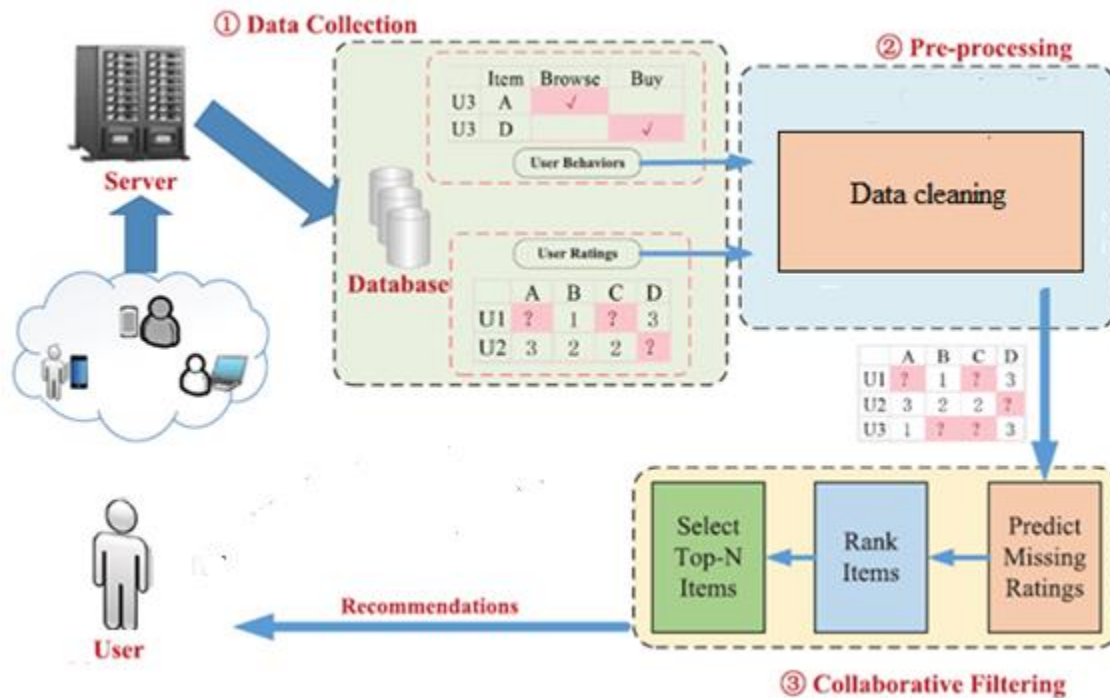 ① Data Collection
② Pre-processing
Item Browse Buy
U3 A √
U3 D √
User Behaviors
Server
Data cleaning
User Ratings
Database
A B C D
U1 ? 1 ? 3
U2 3 2 2 ?
A B C D
U1 ? 1 ? 3
U2 3 2 2 ?
U3 1 ? ? 3
Select
Top-N
Items
Rank
Items
Predict
Missing
Ratings
Recommendations
User
③ Collaborative Filtering